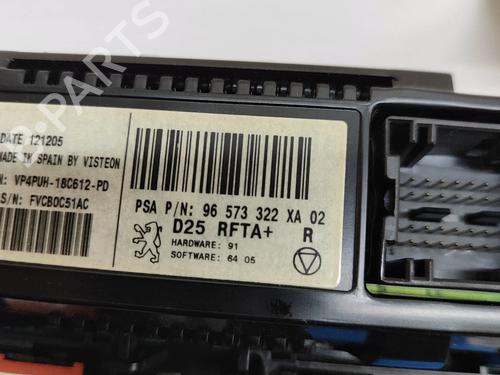 DATE 121205
MADE IN SPAIN BY VISTEON
VP4PUH-18C612-PD
S/N: FVCB0C51AC
PSA P/N: 96 573 322 XA 02
D25 RFTA+ R
HARDWARE: 91
SOFTWARE: 64 05
B-PARTS